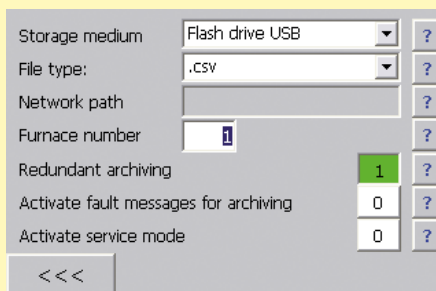 Storage medium Flash drive USB ?
File type: .csv ?
Network path ?
Furnace number 1 ?
Redundant archiving 1 ?
Activate fault messages for archiving 0 ?
Activate service mode 0 ?
<<<